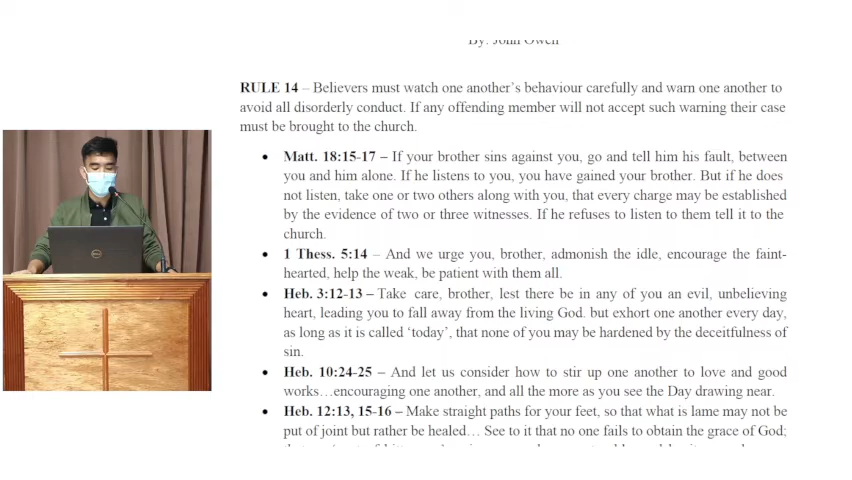 By: John Owen
RULE 14 – Believers must watch one another's behaviour carefully and warn one another to
avoid all disorderly conduct. If any offending member will not accept such warning their case
must be brought to the church.
• Matt. 18:15-17 – If your brother sins against you, go and tell him his fault, between
you and him alone. If he listens to you, you have gained your brother. But if he does
not listen, take one or two others along with you, that every charge may be established
by the evidence of two or three witnesses. If he refuses to listen to them tell it to the
church.
• 1 Thess. 5:14 – And we urge you, brother, admonish the idle, encourage the faint-
hearted, help the weak, be patient with them all.
• Heb. 3:12-13 – Take care, brother, lest there be in any of you an evil, unbelieving
heart, leading you to fall away from the living God. but exhort one another every day,
as long as it is called ‘today’, that none of you may be hardened by the deceitfulness of
sin.
• Heb. 10:24-25 – And let us consider how to stir up one another to love and good
works…encouraging one another, and all the more as you see the Day drawing near.
• Heb. 12:13, 15-16 – Make straight paths for your feet, so that what is lame may not be
put of joint but rather be healed… See to it that no one fails to obtain the grace of God;